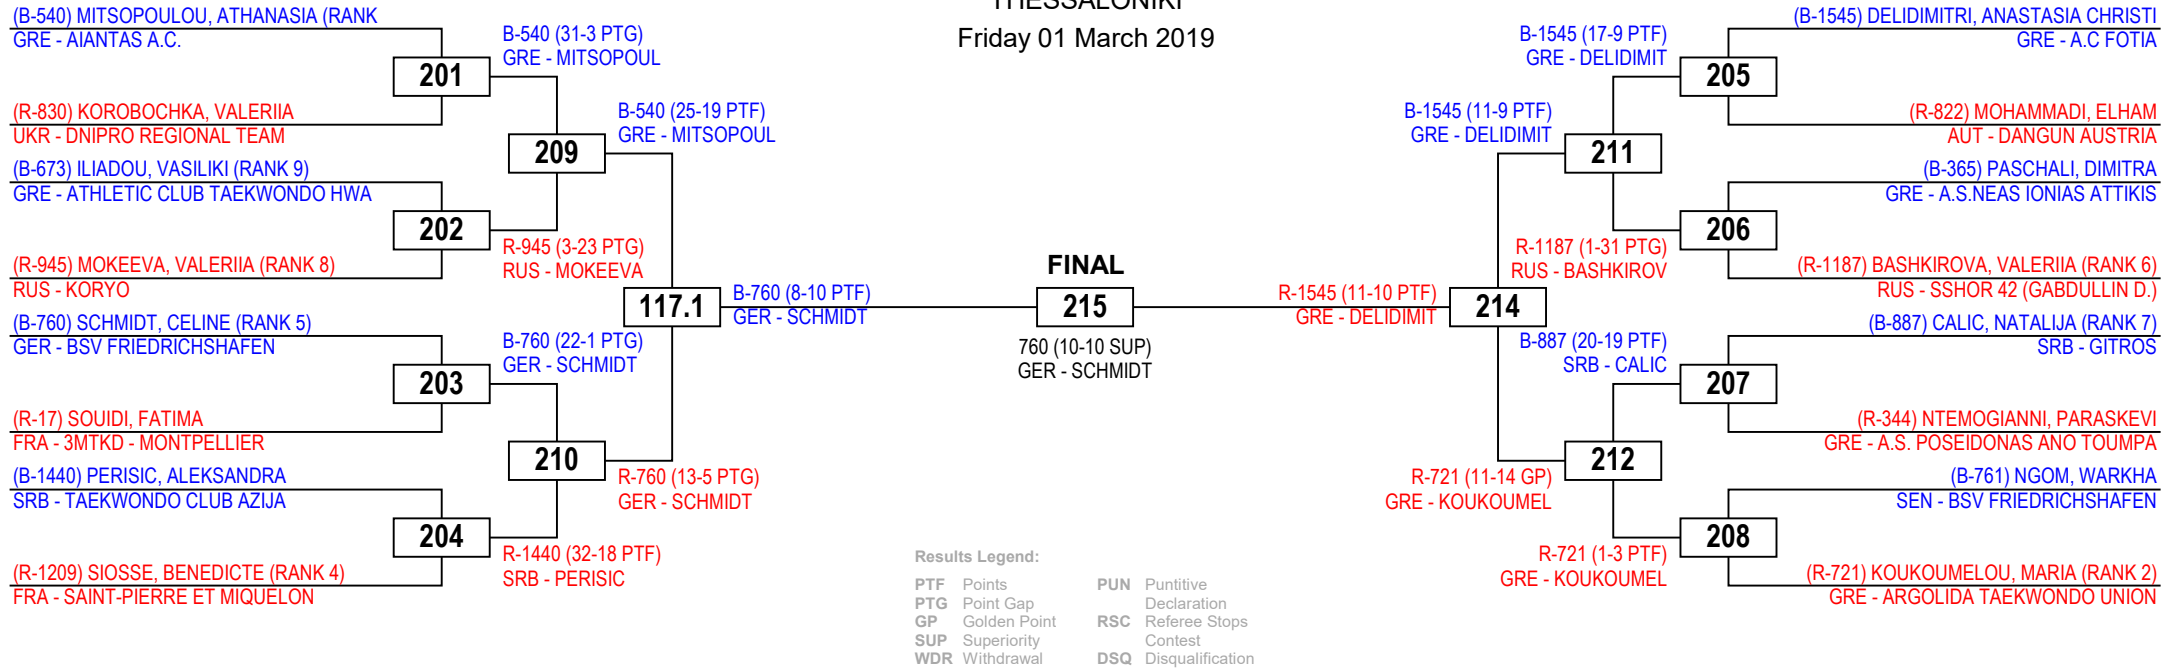 THESSALONIKI
Friday 01 March 2019
(B-540) MITSOPOULOU, ATHANASIA (RANK
GRE - AIANTAS A.C.
201
(R-830) KOROBOCHKA, VALERIIA
UKR - DNIPRO REGIONAL TEAM
(B-673) ILIADOU, VASILIKI (RANK 9)
GRE - ATHLETIC CLUB TAEKWONDO HWA
202
(R-945) MOKEEVA, VALERIIA (RANK 8)
RUS - KORYO
(B-760) SCHMIDT, CELINE (RANK 5)
GER - BSV FRIEDRICHSHAFEN
203
(R-17) SOUIDI, FATIMA
FRA - 3MTKD - MONTPELLIER
(B-1440) PERISIC, ALEKSANDRA
SRB - TAEKWONDO CLUB AZIJA
204
(R-1209) SIOSSE, BENEDICTE (RANK 4)
FRA - SAINT-PIERRE ET MIQUELON
B-540 (31-3 PTG)
GRE - MITSOPOUL
209
R-945 (3-23 PTG)
RUS - MOKEEVA
B-760 (22-1 PTG)
GER - SCHMIDT
210
R-1440 (32-18 PTF)
SRB - PERISIC
B-540 (25-19 PTF)
GRE - MITSOPOUL
117.1
R-760 (13-5 PTG)
GER - SCHMIDT
B-760 (8-10 PTF)
GER - SCHMIDT
FINAL
215
760 (10-10 SUP)
GER - SCHMIDT
R-1545 (11-10 PTF)
GRE - DELIDIMIT
214
B-1545 (11-9 PTF)
GRE - DELIDIMIT
R-721 (11-14 GP)
GRE - KOUKOUMEL
B-1545 (17-9 PTF)
GRE - DELIDIMIT
211
R-1187 (1-31 PTG)
RUS - BASHKIROV
B-887 (20-19 PTF)
SRB - CALIC
212
R-721 (1-3 PTF)
GRE - KOUKOUMEL
(B-1545) DELIDIMITRI, ANASTASIA CHRISTI
GRE - A.C FOTIA
205
(R-822) MOHAMMADI, ELHAM
AUT - DANGUN AUSTRIA
(B-365) PASCHALI, DIMITRA
GRE - A.S.NEAS IONIAS ATTIKIS
206
(R-1187) BASHKIROVA, VALERIIA (RANK 6)
RUS - SSHOR 42 (GABDULLIN D.)
(B-887) CALIC, NATALIJA (RANK 7)
SRB - GITROS
207
(R-344) NTEMOGIANNI, PARASKEVI
GRE - A.S. POSEIDONAS ANO TOUMPA
(B-761) NGOM, WARKHA
SEN - BSV FRIEDRICHSHAFEN
208
(R-721) KOUKOUMELOU, MARIA (RANK 2)
GRE - ARGOLIDA TAEKWONDO UNION
Results Legend:
PTF Points
PTG Point Gap
GP Golden Point
SUP Superiority
WDR Withdrawal
PUN Puntitive
Declaration
RSC Referee Stops
Contest
DSQ Disqualification